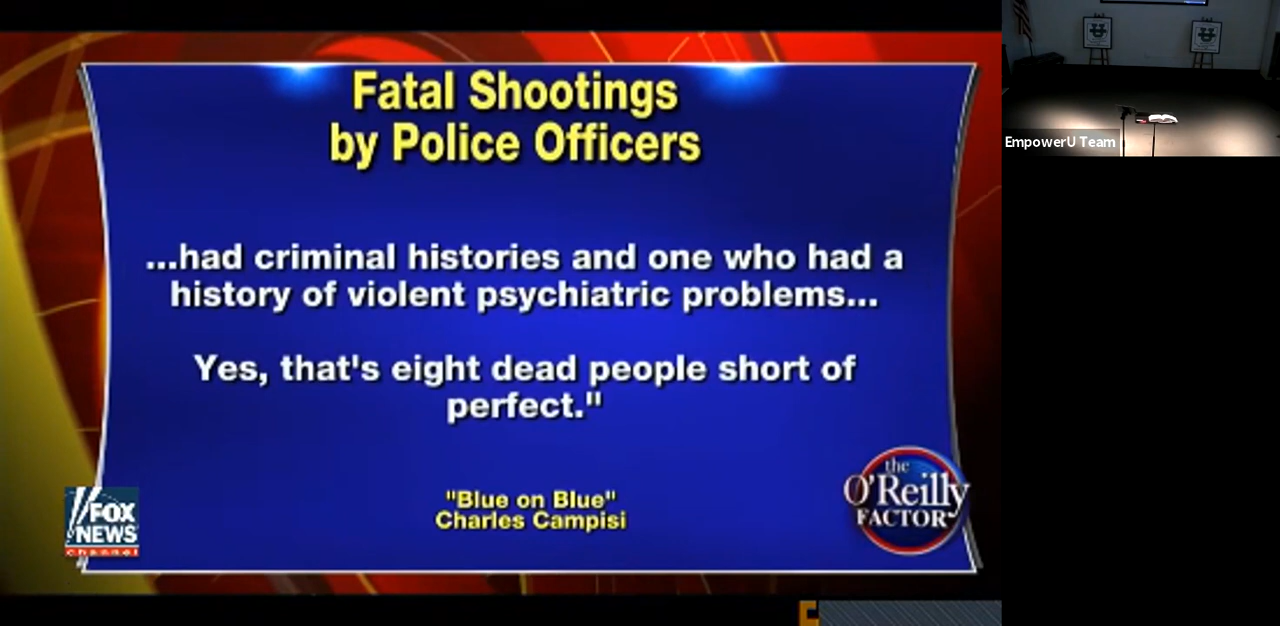 Fatal Shootings
by Police Officers
...had criminal histories and one who had a
history of violent psychiatric problems...
Yes, that's eight dead people short of
perfect."
"Blue on Blue"
Charles Campisi
FOX
NEWS
channel
the
O'Reilly
FACTOR
EmpowerU Team